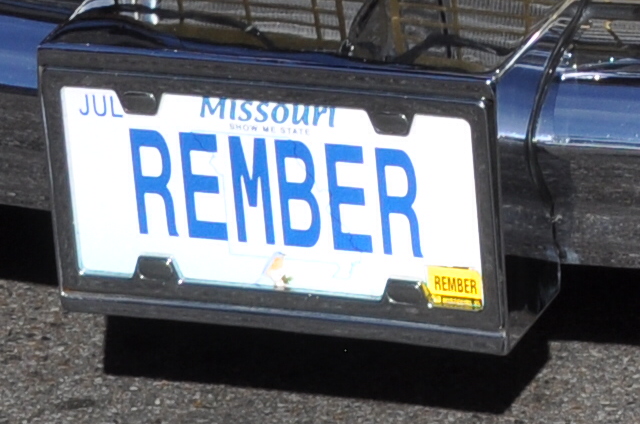 JUL Missouri
SHOW ME STATE
REMBER
REMBER